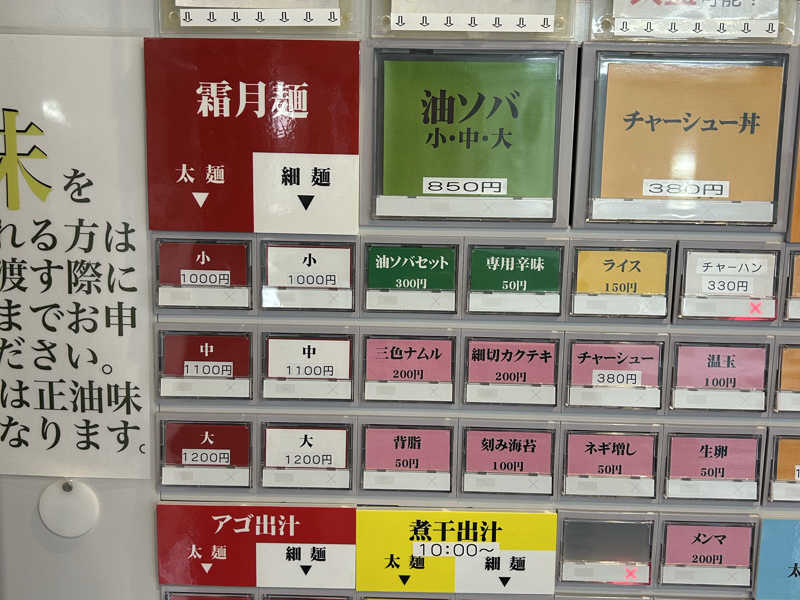 味を
れる方は
渡す際に
までお申
ださい。
は正油味
なります。
霜月麺
太麺
細麺
油ソバ
小・中・大
850円
チャーシュー丼
380円
小
1000円
小
1000円
油ソバセット
300円
専用辛味
50円
ライス
150円
チャーハン
330円
中
1100円
中
1100円
三色ナムル
200円
細切カクテキ
200円
チャーシュー
380円
温玉
100円
大
1200円
大
1200円
背脂
50円
刻み海苔
100円
ネギ増し
50円
生卵
50円
アゴ出汁
太麺
細麺
煮干出汁
10:00〜
太麺
細麺
メンマ
200円